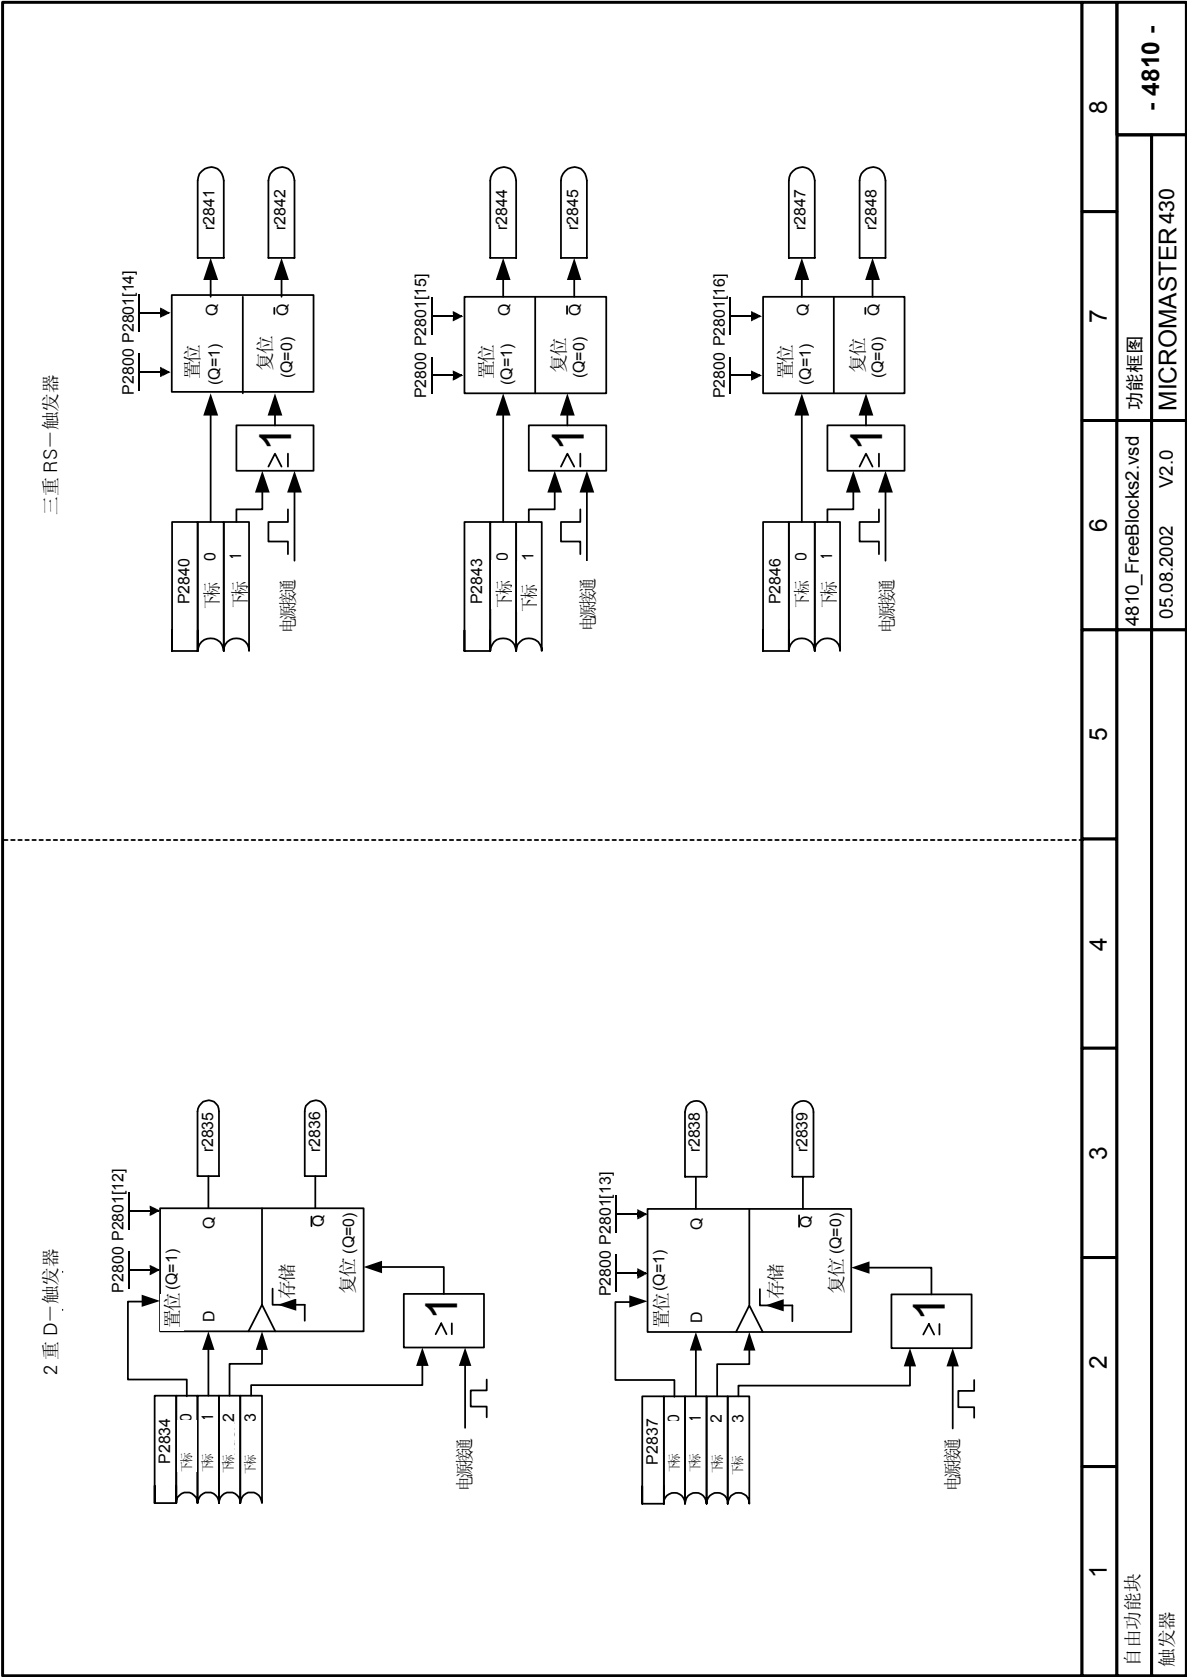 2 重 D－触发器
P2800 P2801[12]
P2834
下标 0
下标 1
下标 2
下标 3
置位 (Q=1)
D
Q
存储
Q̅
复位 (Q=0)
≥1
电源接通
r2835
r2836
P2800 P2801[13]
P2837
下标 0
下标 1
下标 2
下标 3
置位 (Q=1)
D
Q
存储
Q̅
复位 (Q=0)
≥1
电源接通
r2838
r2839
三重 RS－触发器
P2800 P2801[14]
P2840
下标 0
下标 1
电源接通
≥1
置位
(Q=1)
Q
复位
(Q=0)
Q̅
r2841
r2842
P2800 P2801[15]
P2843
下标 0
下标 1
电源接通
≥1
置位
(Q=1)
Q
复位
(Q=0)
Q̅
r2844
r2845
P2800 P2801[16]
P2846
下标 0
下标 1
电源接通
≥1
置位
(Q=1)
Q
复位
(Q=0)
Q̅
r2847
r2848
1 2 3 4 5 6 7 8
自由功能块
4810_FreeBlocks2.vsd
功能框图
- 4810 -
触发器
05.08.2002 V2.0
MICROMASTER 430